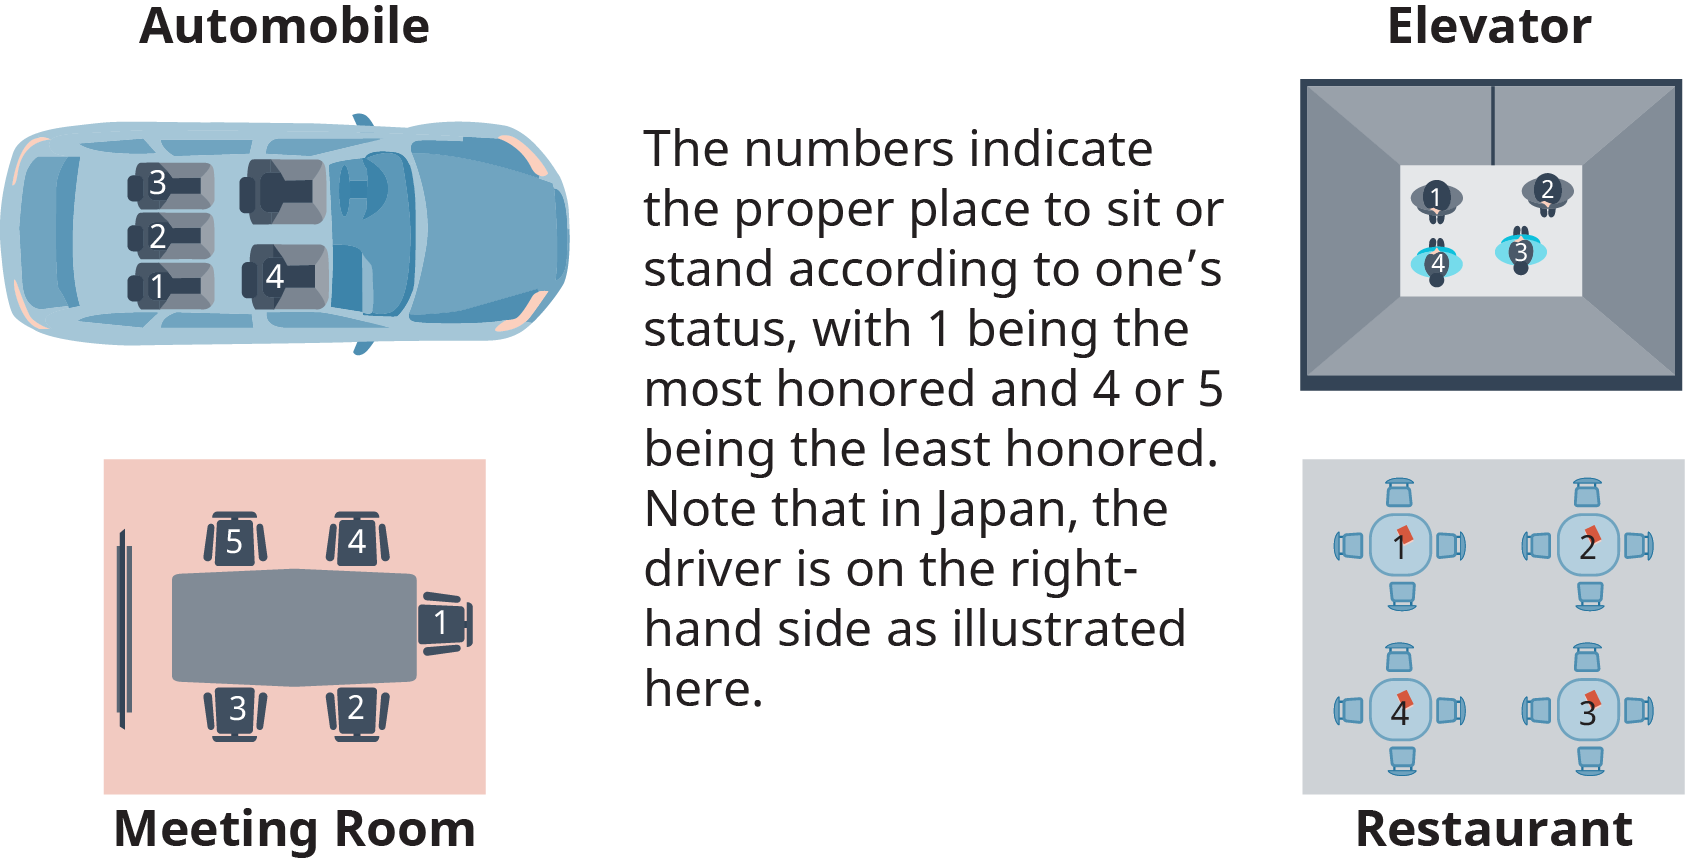 Automobile
3
2
1
4
The numbers indicate
the proper place to sit or
stand according to one’s
status, with 1 being the
most honored and 4 or 5
being the least honored.
Note that in Japan, the
driver is on the right-
hand side as illustrated
here.
Elevator
1
2
4
3
5
4
1
3
2
Meeting Room
1
2
4
3
Restaurant